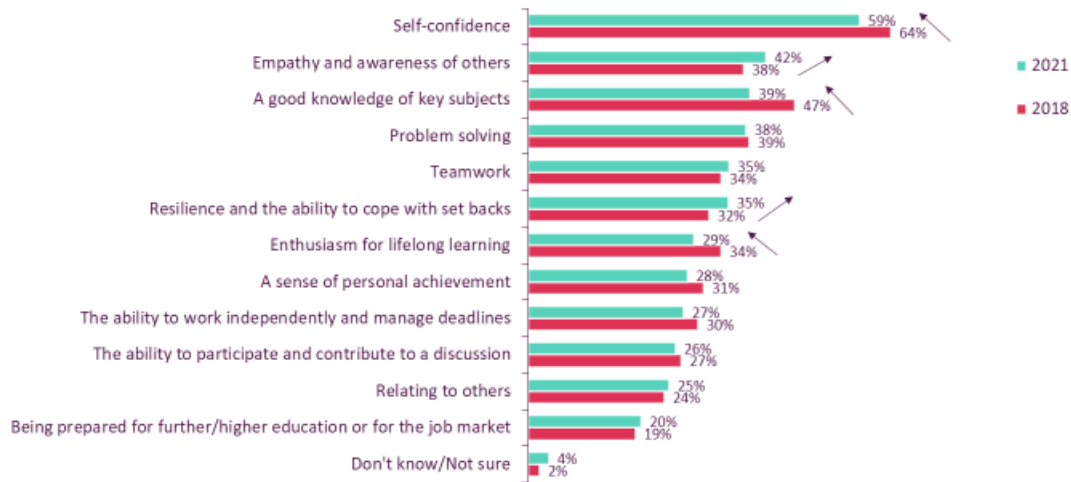 Self-confidence 59%
64%
Empathy and awareness of others 42%
38%
2021
A good knowledge of key subjects 39%
47%
2018
Problem solving 38%
39%
Teamwork 35%
34%
Resilience and the ability to cope with set backs 35%
32%
Enthusiasm for lifelong learning 29%
34%
A sense of personal achievement 28%
31%
The ability to work independently and manage deadlines 27%
30%
The ability to participate and contribute to a discussion 26%
27%
Relating to others 25%
24%
Being prepared for further/higher education or for the job market 20%
19%
Don't know/Not sure 4%
2%